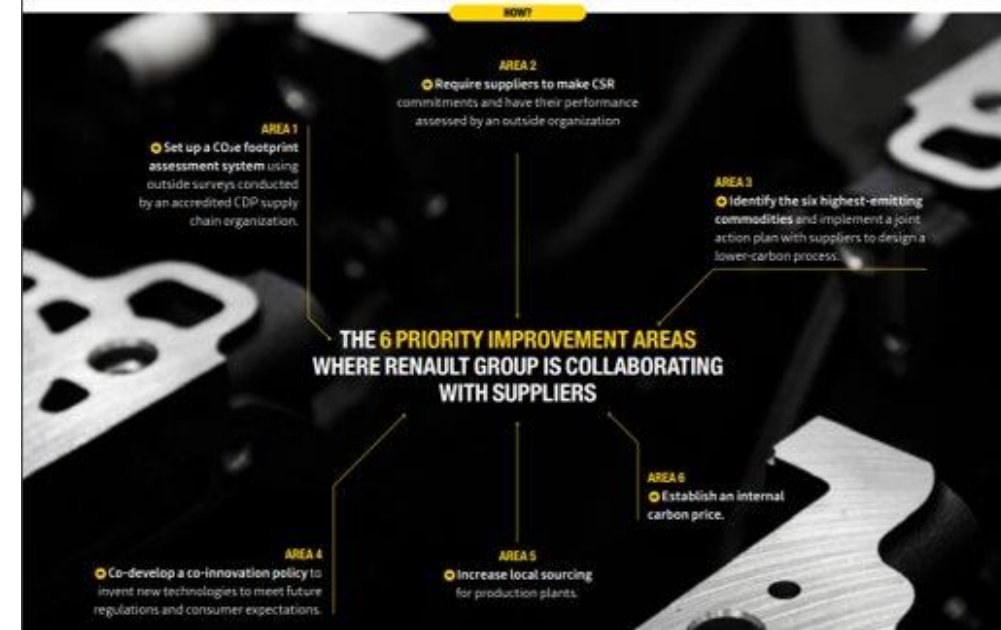 HOW?
AREA 2
Require suppliers to make CSR
commitments and have their performance
assessed by an outside organization
AREA 1
Set up a CO₂e footprint
assessment system using
outside surveys conducted
by an accredited CDP supply
chain organization.
AREA 3
Identify the six highest-emitting
commodities and implement a joint
action plan with suppliers to design a
lower-carbon process.
THE 6 PRIORITY IMPROVEMENT AREAS
WHERE RENAULT GROUP IS COLLABORATING
WITH SUPPLIERS
AREA 4
Co-develop a co-innovation policy to
invent new technologies to meet future
regulations and consumer expectations.
AREA 5
Increase local sourcing
for production plants.
AREA 6
Establish an internal
carbon price.